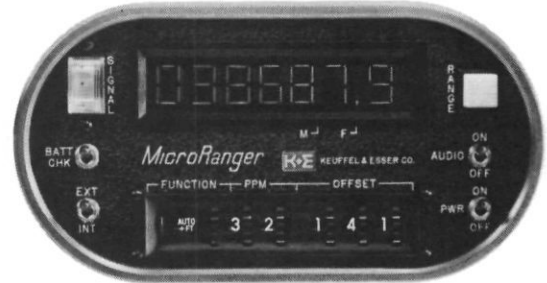 SIGNAL
038687.9
RANGE
M F
BATT CHK
MicroRanger K+E KEUFFEL & ESSER CO.
AUDIO ON OFF
FUNCTION PPM OFFSET
EXT INT
AUTO +FT 3 2 1 4 1
PWR ON OFF